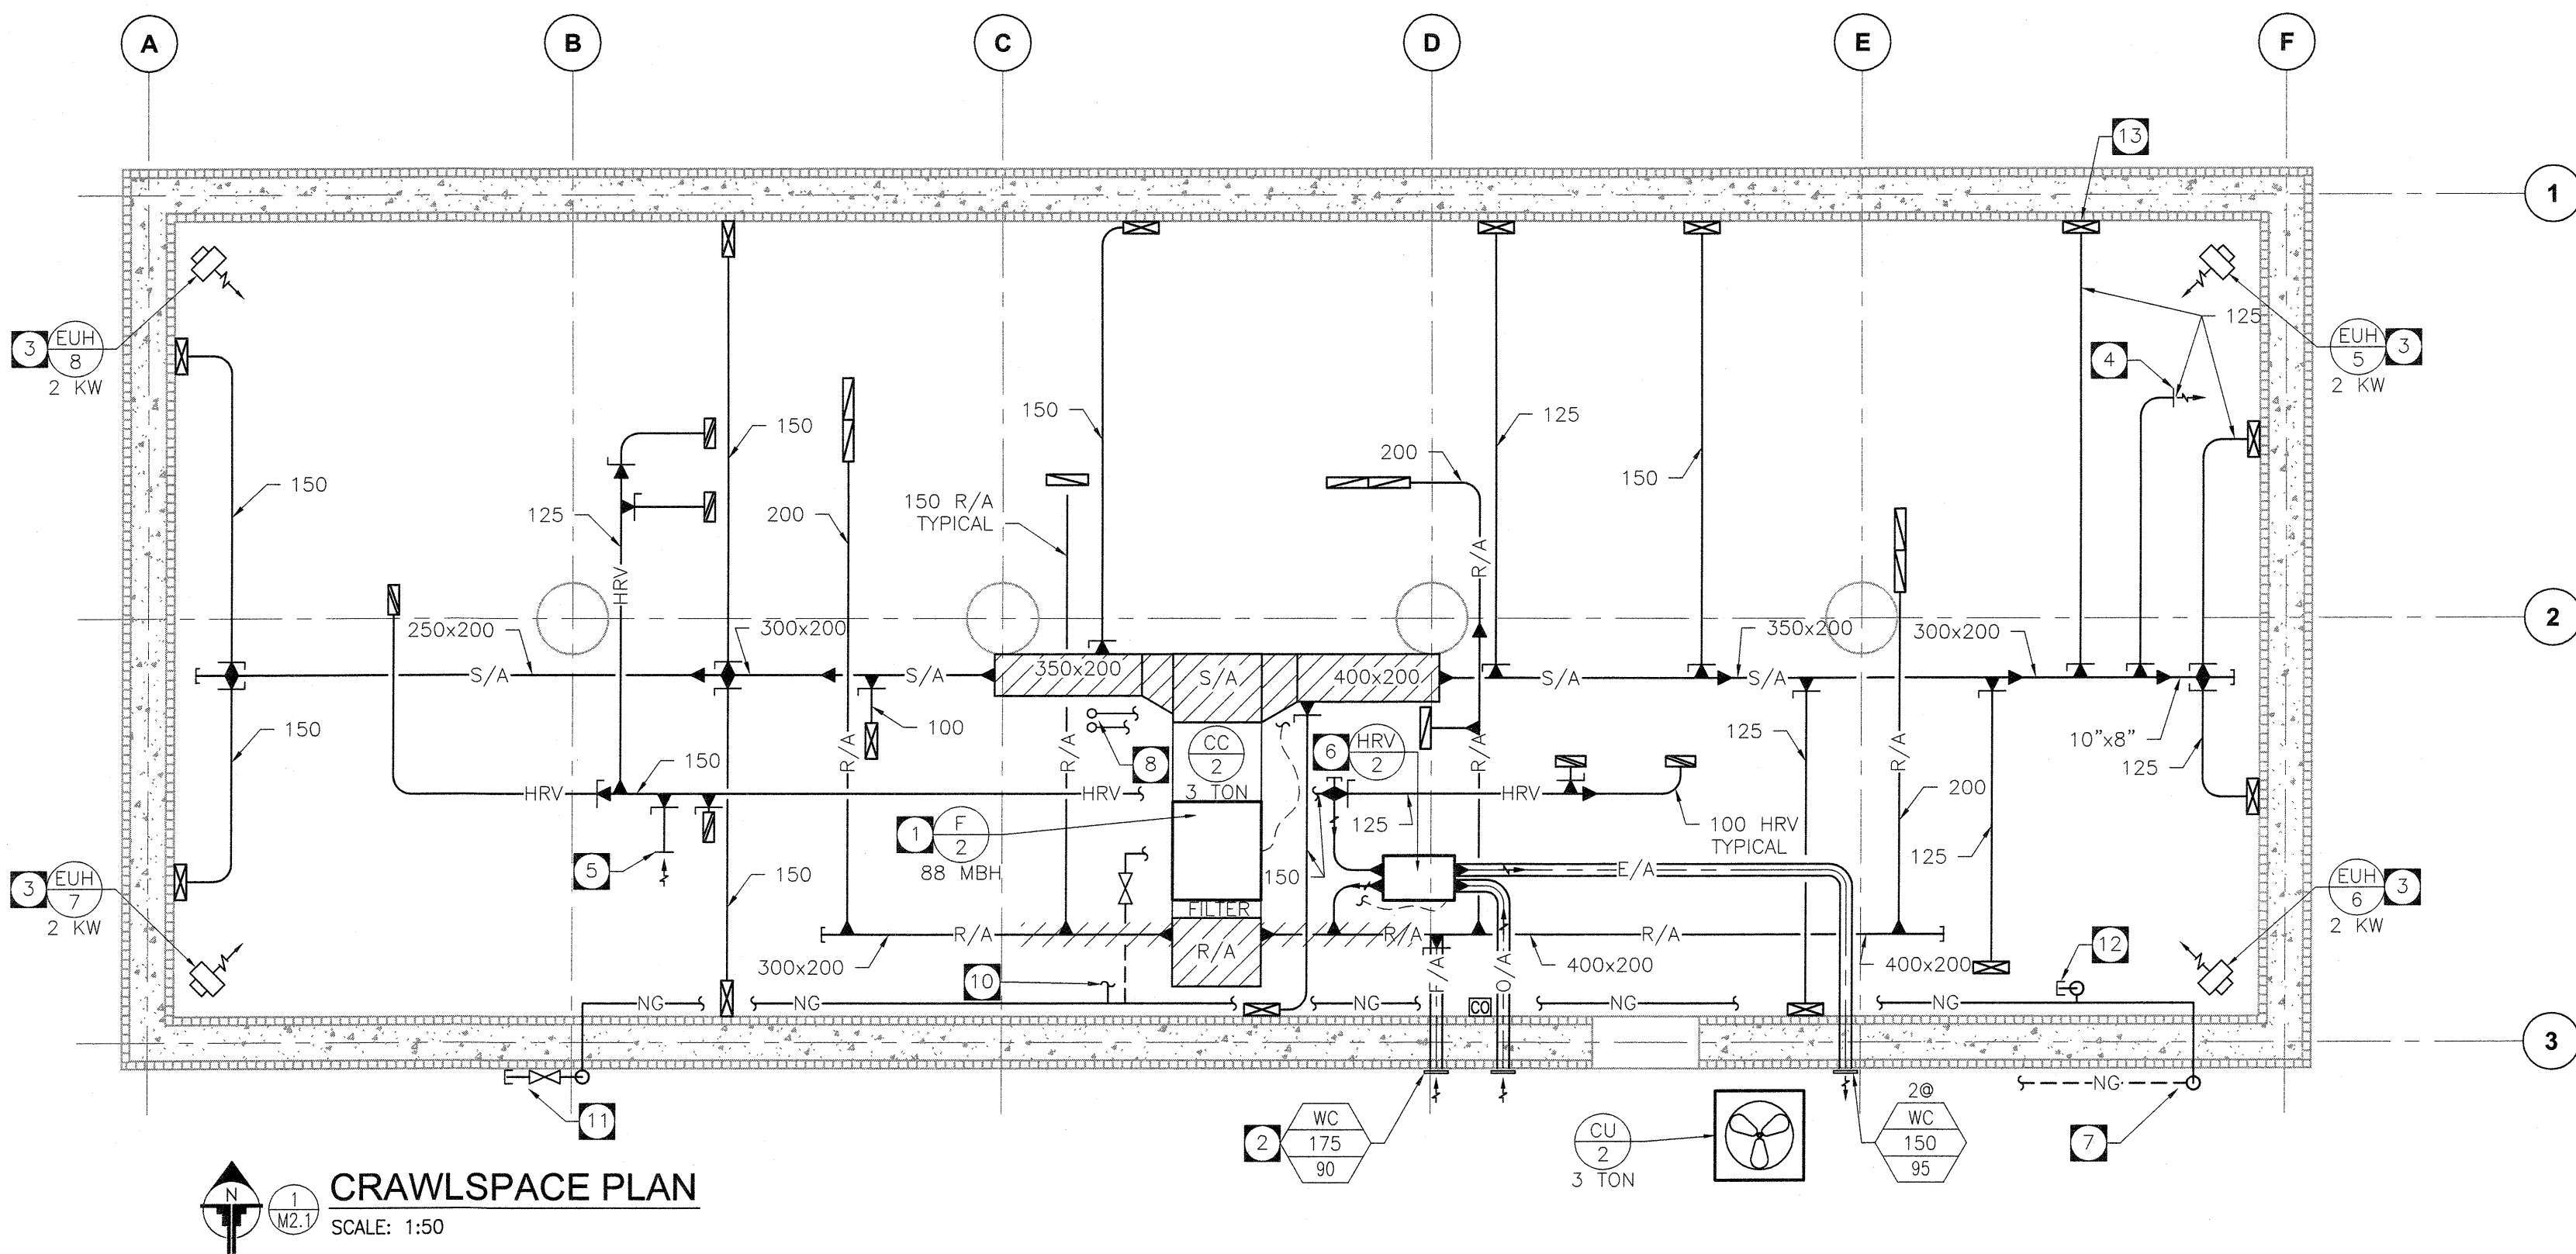 A
B
C
D
E
F
13
1
3
EUH
8
2 KW
125
EUH
5
3
2 KW
4
150
125
150
200
150
150
150 R/A
TYPICAL
125
200
R/A
HRV
2
250x200
300x200
350x200
300x200
S/A
S/A
350x200
S/A
400x200
S/A
S/A
150
100
R/A
R/A
8
CC
2
3 TON
6
HRV
2
R/A
125
R/A
10"x8"
125
150
HRV
HRV
HRV
125
100 HRV
TYPICAL
200
125
1
F
2
88 MBH
5
150
150
E/A
3
EUH
7
2 KW
EUH
6
3
2 KW
FILTER
R/A
R/A
R/A
R/A
300x200
400x200
400x200
10
12
F/A
O/A
CO
NG
NG
NG
NG
NG
3
11
2
WC
175
90
CU
2
3 TON
2@
WC
150
95
NG
7
N
1
M2.1
CRAWLSPACE PLAN
SCALE: 1:50